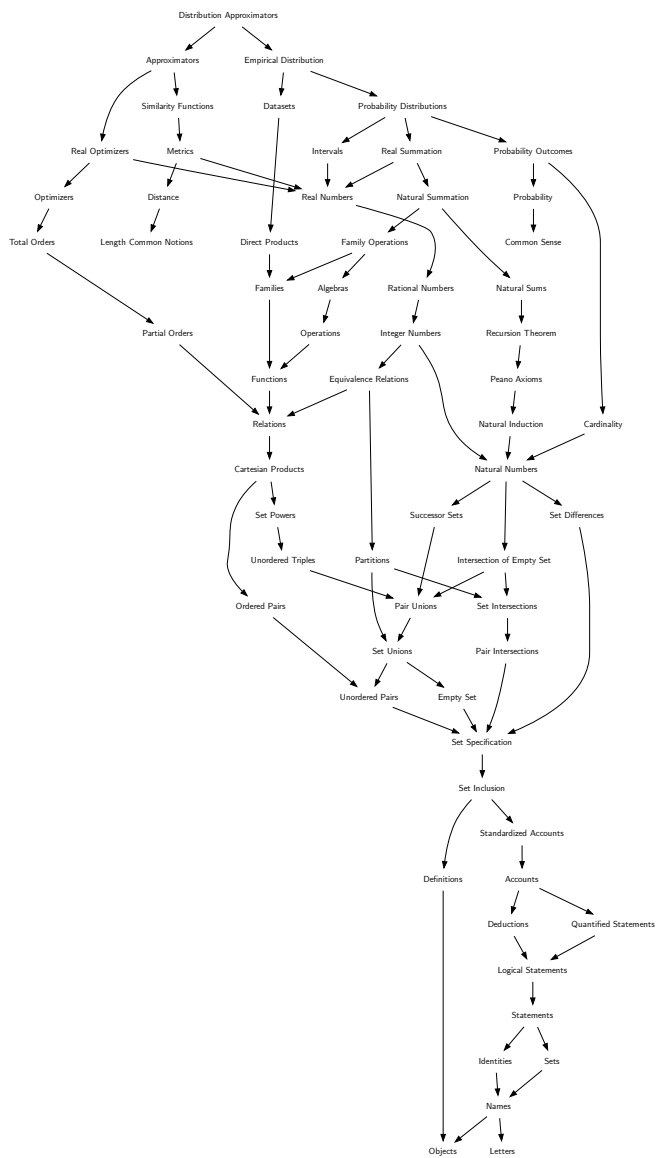 Distribution Approximators
Approximators
Empirical Distribution
Similarity Functions
Datasets
Probability Distributions
Real Optimizers
Metrics
Intervals
Real Summation
Probability Outcomes
Optimizers
Distance
Real Numbers
Natural Summation
Probability
Total Orders
Length Common Notions
Direct Products
Family Operations
Common Sense
Families
Algebras
Rational Numbers
Natural Sums
Partial Orders
Operations
Integer Numbers
Recursion Theorem
Functions
Equivalence Relations
Peano Axioms
Relations
Natural Induction
Cardinality
Cartesian Products
Natural Numbers
Set Powers
Successor Sets
Set Differences
Unordered Triples
Partitions
Intersection of Empty Set
Ordered Pairs
Pair Unions
Set Intersections
Set Unions
Pair Intersections
Unordered Pairs
Empty Set
Set Specification
Set Inclusion
Standardized Accounts
Definitions
Accounts
Deductions
Quantified Statements
Logical Statements
Statements
Identities
Sets
Names
Objects
Letters